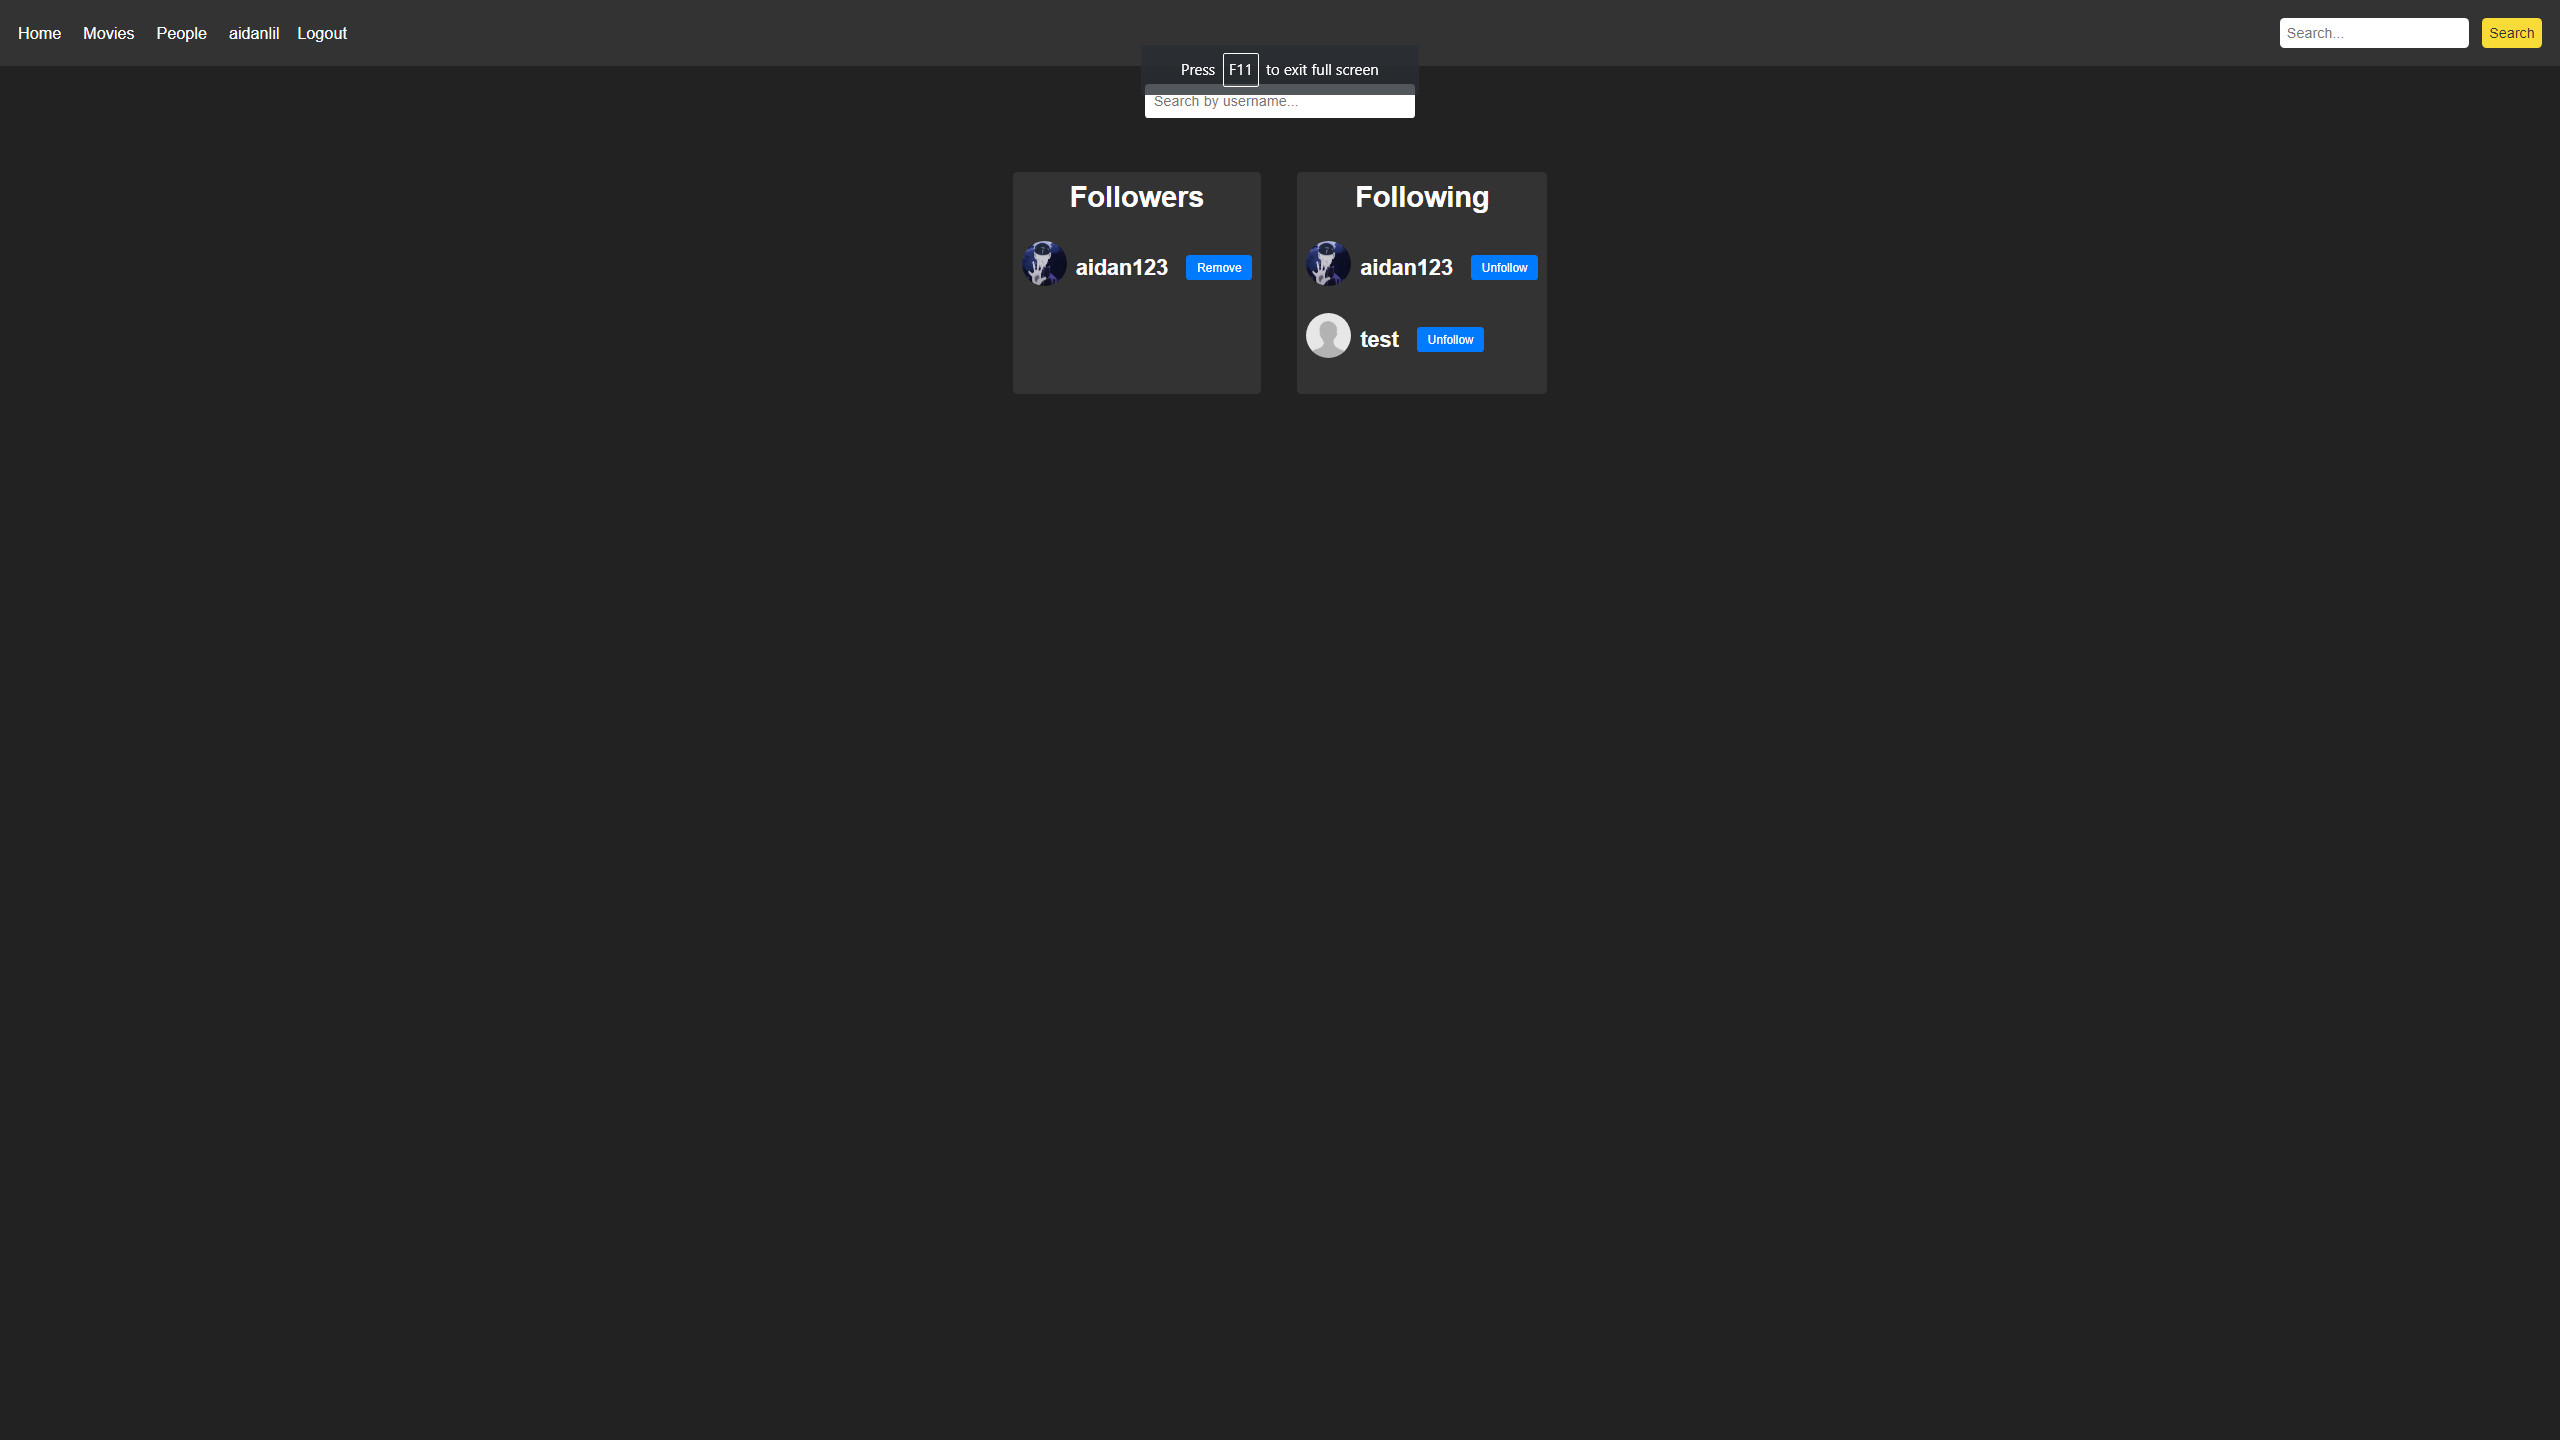 Home Movies People aidanlil Logout Search... Search
Press F11 to exit full screen
Search by username...
Followers
aidan123 Remove
Following
aidan123 Unfollow
test Unfollow